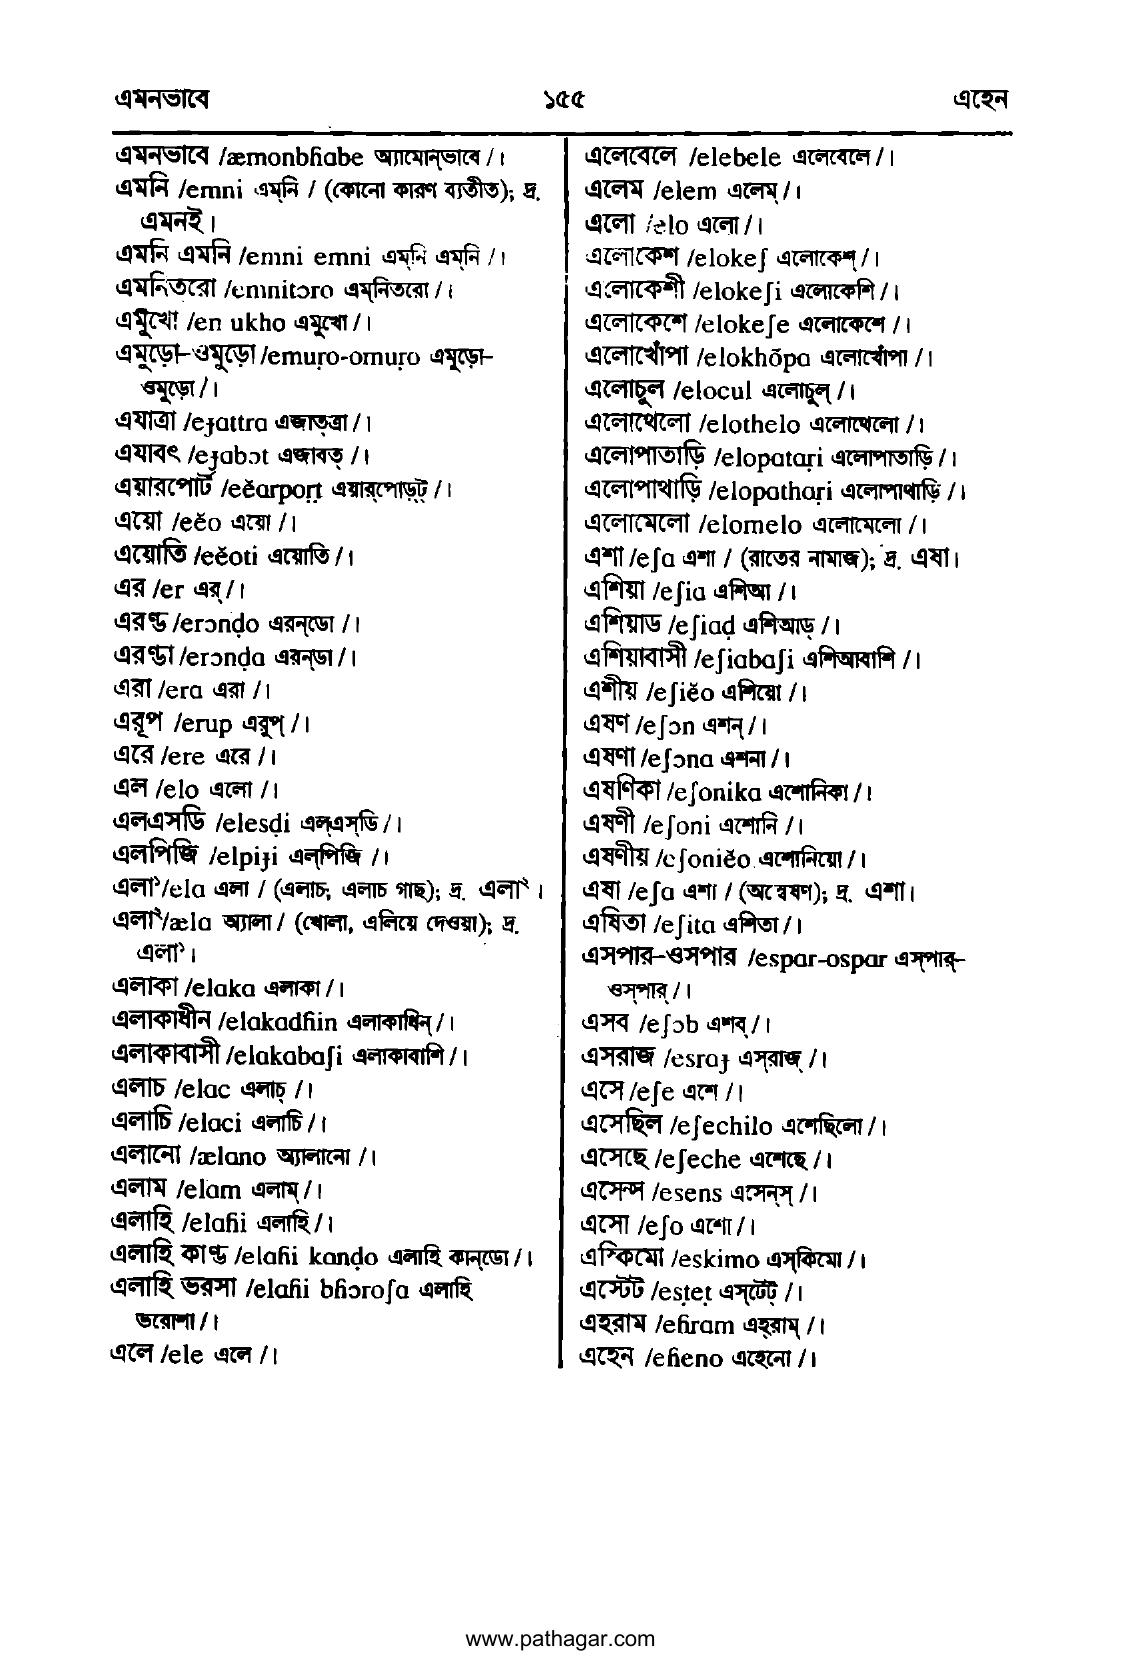 এমনভাবে ১৫৫ এহেন
এমনভাবে /æmonbɦabe অ্যামোন্‌ভাবে / ।
এমনি /emni এম্‌নি / (কোনো কারণ ব্যতীত); দ্র.
এমনই ।
এমনি এমনি /emni emni এম্‌নি এম্‌নি / ।
এমনিতরো /emnitɔro এম্‌নিতরো / ।
এমুখো /en ukho এমুখো / ।
এমুড়ো-ওমুড়ো /emuṛo-omuṛo এমুড়ো-
ওমুড়ো / ।
এযাত্রা /eɟattra এজাত্‌ত্রা / ।
এযাবৎ /eɟabɔt এজাবত্ / ।
এয়ারপোর্ট /eĕarporṭ এয়ার্‌পোড়্‌ট্ / ।
এয়ো /eĕo এয়ো / ।
এয়োতি /eĕoti এয়োতি / ।
এর /er এর্ / ।
এরণ্ড /erɔnḍo এরন্‌ডো / ।
এরণ্ডা /erɔnḍa এরন্‌ডা / ।
এরা /era এরা / ।
এরূপ /erup এরুপ্ / ।
এরে /ere এরে / ।
এল /elo এলো / ।
এলএসডি /elesḍi এল্‌এস্‌ডি / ।
এলপিজি /elpiɟi এল্‌পিজি / ।
এলা১ /ela এলা / (এলাচ; এলাচ গাছ); দ্র. এলা২ ।
এলা২ /æla অ্যালা / (খোলা, এলিয়ে দেওয়া); দ্র.
এলা১ ।
এলাকা /elaka এলাকা / ।
এলাকাধীন /elakadɦin এলাকাধিন্ / ।
এলাকাবাসী /elakabaʃi এলাকাবাশি / ।
এলাচ /elac এলাচ্ / ।
এলাচি /elaci এলাচি / ।
এলানো /ælano অ্যালানো / ।
এলাম /elam এলাম্ / ।
এলাহি /elaɦi এলাহি / ।
এলাহি কাণ্ড /elaɦi kanḍo এলাহি কান্‌ডো / ।
এলাহি ভরসা /elaɦi bɦɔroʃa এলাহি
ভরোশা / ।
এলে /ele এলে / ।
এলেবেলে /elebele এলেবেলে / ।
এলেম /elem এলেম্ / ।
এলো /elo এলো / ।
এলোকেশ /elokeʃ এলোকেশ্ / ।
এলোকেশী /elokeʃi এলোকেশি / ।
এলোকেশে /elokeʃe এলোকেশে / ।
এলোখোঁপা /elokhõpa এলোখোঁপা / ।
এলোচুল /elocul এলোচুল্ / ।
এলোথেলো /elothelo এলোথেলো / ।
এলোপাতাড়ি /elopataṛi এলোপাতাড়ি / ।
এলোপাথাড়ি /elopathaṛi এলোপাথাড়ি / ।
এলোমেলো /elomelo এলোমেলো / ।
এশা /eʃa এশা / (রাতের নামাজ); দ্র. এষা ।
এশিয়া /eʃia এশিআ / ।
এশিয়াড /eʃiaḍ এশিআড্ / ।
এশিয়াবাসী /eʃiabaʃi এশিআবাশি / ।
এশীয় /eʃiĕo এশিয়ো / ।
এষণ /eʃɔn এশন্ / ।
এষণা /eʃɔna এশনা / ।
এষণিকা /eʃonika এশোনিকা / ।
এষণী /eʃoni এশোনি / ।
এষণীয় /eʃoniĕo এশোনিয়ো / ।
এষা /eʃa এশা / (অন্বেষণ); দ্র. এশা ।
এষিতা /eʃita এশিতা / ।
এসপার-ওসপার /espar-ospar এস্‌পার্-
ওস্‌পার্ / ।
এসব /eʃɔb এশব্ / ।
এসরাজ /esraɟ এস্‌রাজ্ / ।
এসে /eʃe এশে / ।
এসেছিল /eʃechilo এশেছিলো / ।
এসেছে /eʃeche এশেছে / ।
এসেন্স /esens এসেন্‌স্ / ।
এসো /eʃo এশো / ।
এস্কিমো /eskimo এস্‌কিমো / ।
এস্টেট /esṭeṭ এস্‌টেট্ / ।
এহরাম /eɦram এহ্‌রাম্ / ।
এহেন /eɦeno এহেনো / ।
www.pathagar.com